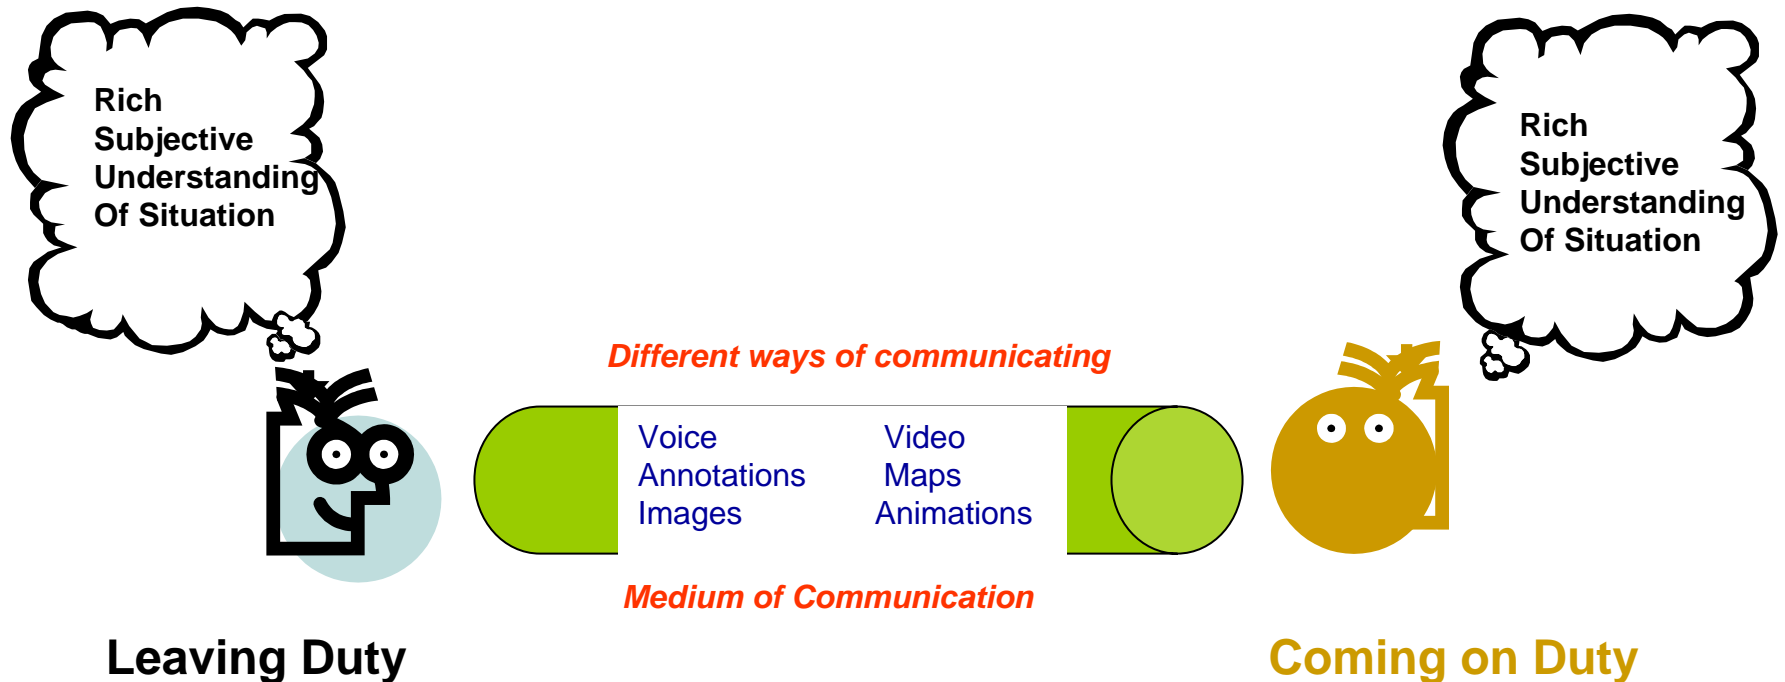 Rich
Subjective
Understanding
Of Situation
Rich
Subjective
Understanding
Of Situation
Different ways of communicating
Voice Video
Annotations Maps
Images Animations
Medium of Communication
Leaving Duty Coming on Duty